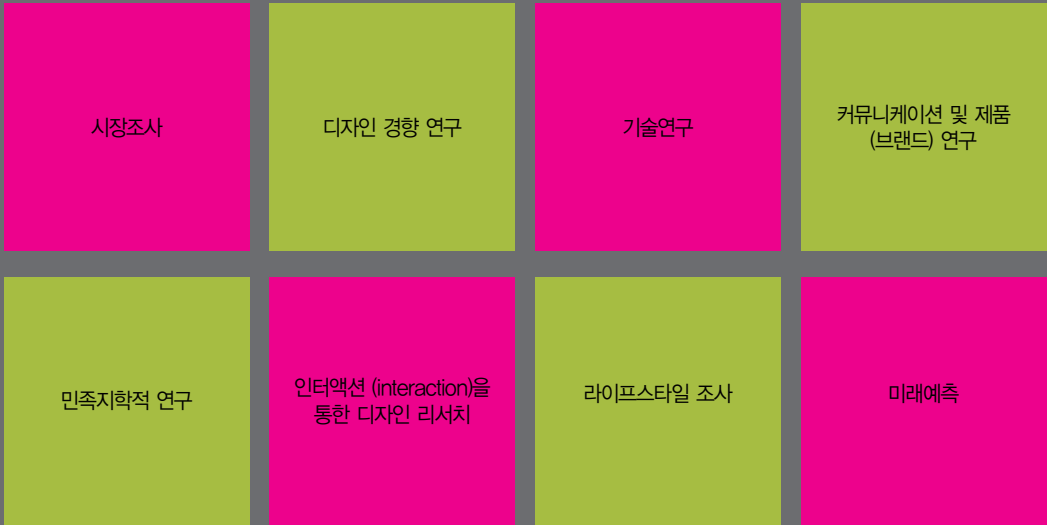 시장조사
디자인 경향 연구
기술연구
커뮤니케이션 및 제품
(브랜드) 연구
민족지학적 연구
인터액션 (interaction)을
통한 디자인 리서치
라이프스타일 조사
미래예측